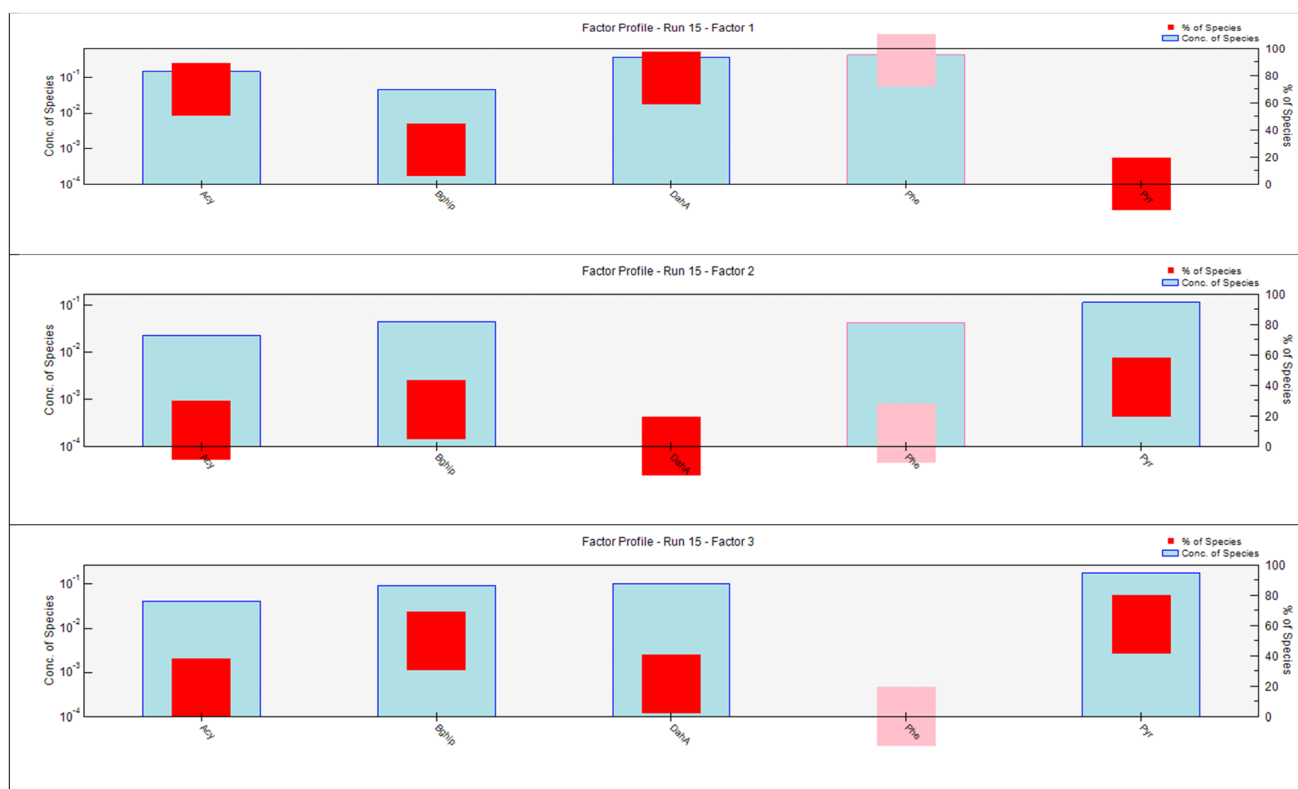 Factor Profile - Run 15 - Factor 1
% of Species
Conc. of Species
Conc. of Species
10⁻¹
10⁻²
10⁻³
10⁻⁴
100
80
60
40
20
0
% of Species
Acy
Bghip
DahA
Phe
Pyr
Factor Profile - Run 15 - Factor 2
% of Species
Conc. of Species
Conc. of Species
10⁻¹
10⁻²
10⁻³
10⁻⁴
100
80
60
40
20
0
% of Species
Acy
Bghip
DahA
Phe
Pyr
Factor Profile - Run 15 - Factor 3
% of Species
Conc. of Species
Conc. of Species
10⁻¹
10⁻²
10⁻³
10⁻⁴
100
80
60
40
20
0
% of Species
Acy
Bghip
DahA
Phe
Pyr